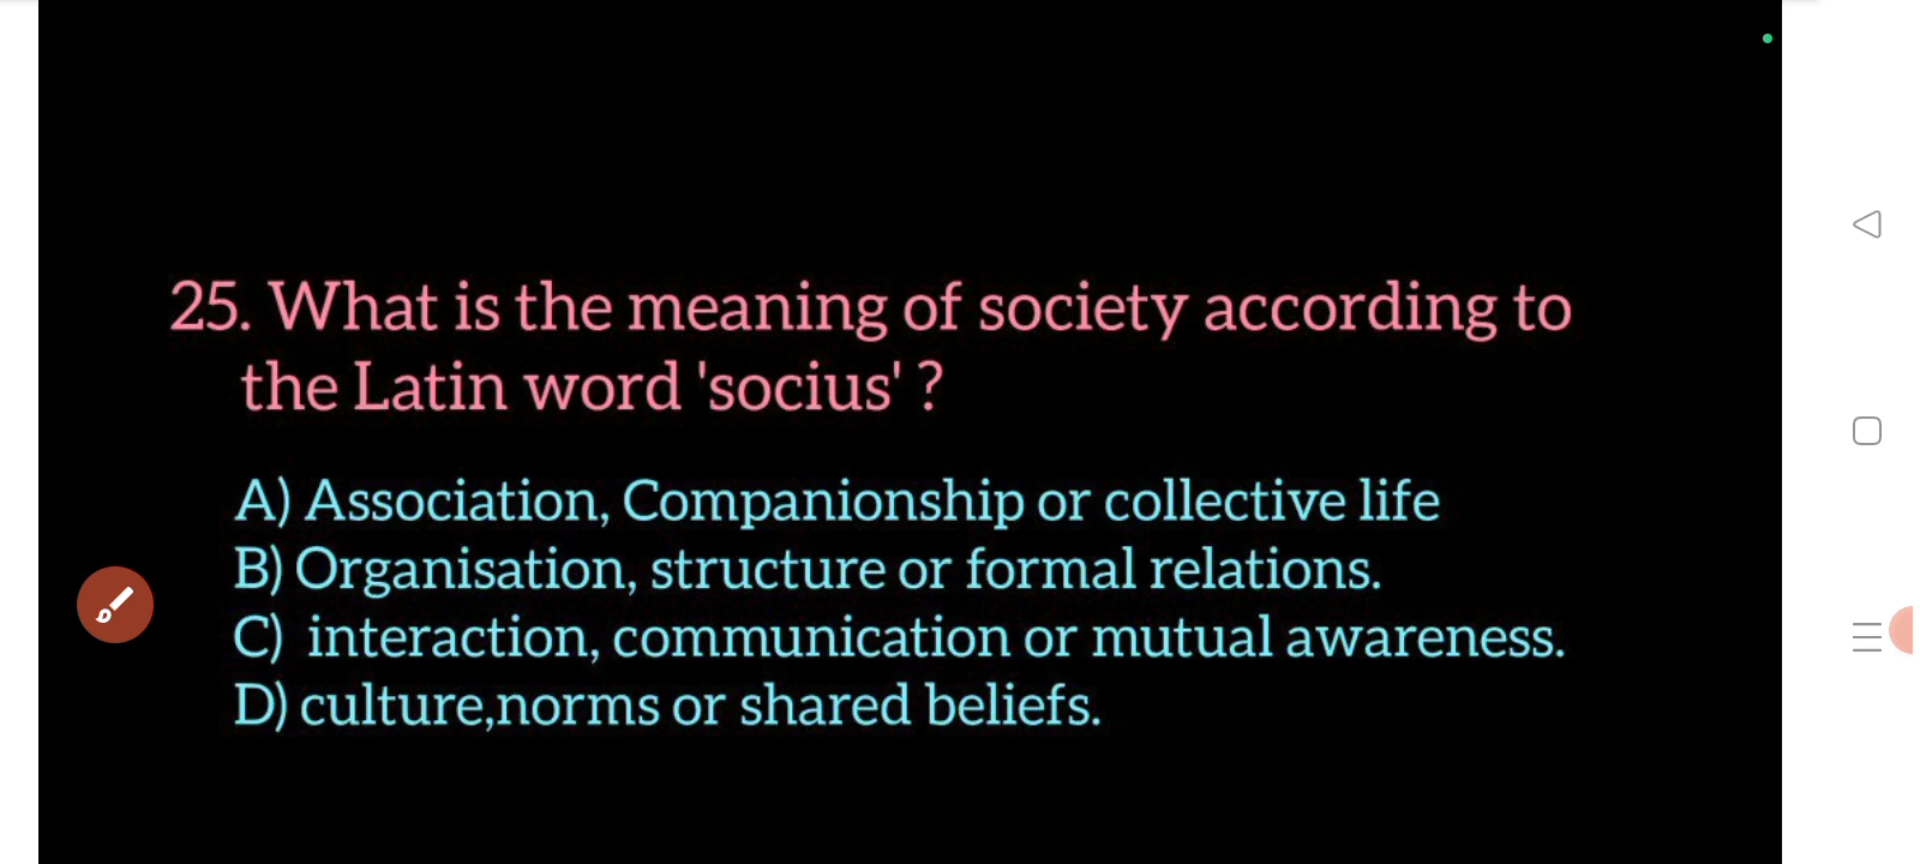 25. What is the meaning of society according to
the Latin word 'socius' ?
A) Association, Companionship or collective life
B) Organisation, structure or formal relations.
C) interaction, communication or mutual awareness.
D) culture,norms or shared beliefs.